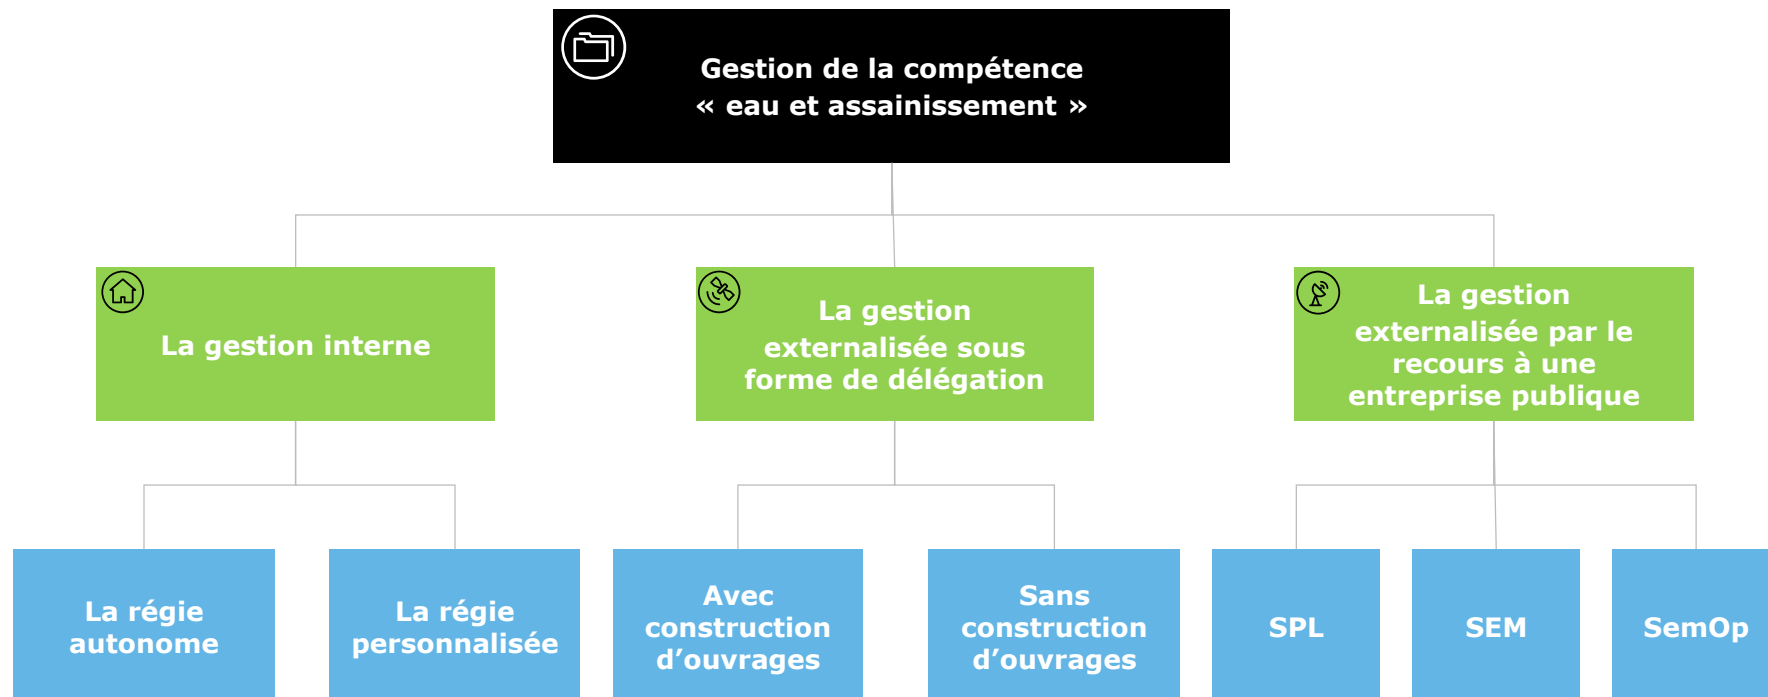 Gestion de la compétence
« eau et assainissement »
La gestion interne
La gestion
externalisée sous
forme de délégation
La gestion
externalisée par le
recours à une
entreprise publique
La régie
autonome
La régie
personnalisée
Avec
construction
d’ouvrages
Sans
construction
d’ouvrages
SPL
SEM
SemOp